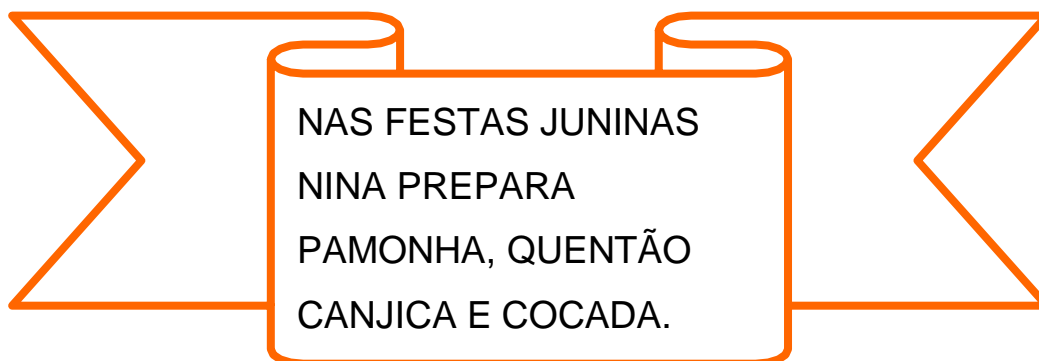 NAS FESTAS JUNINAS
NINA PREPARA
PAMONHA, QUENTÃO
CANJICA E COCADA.